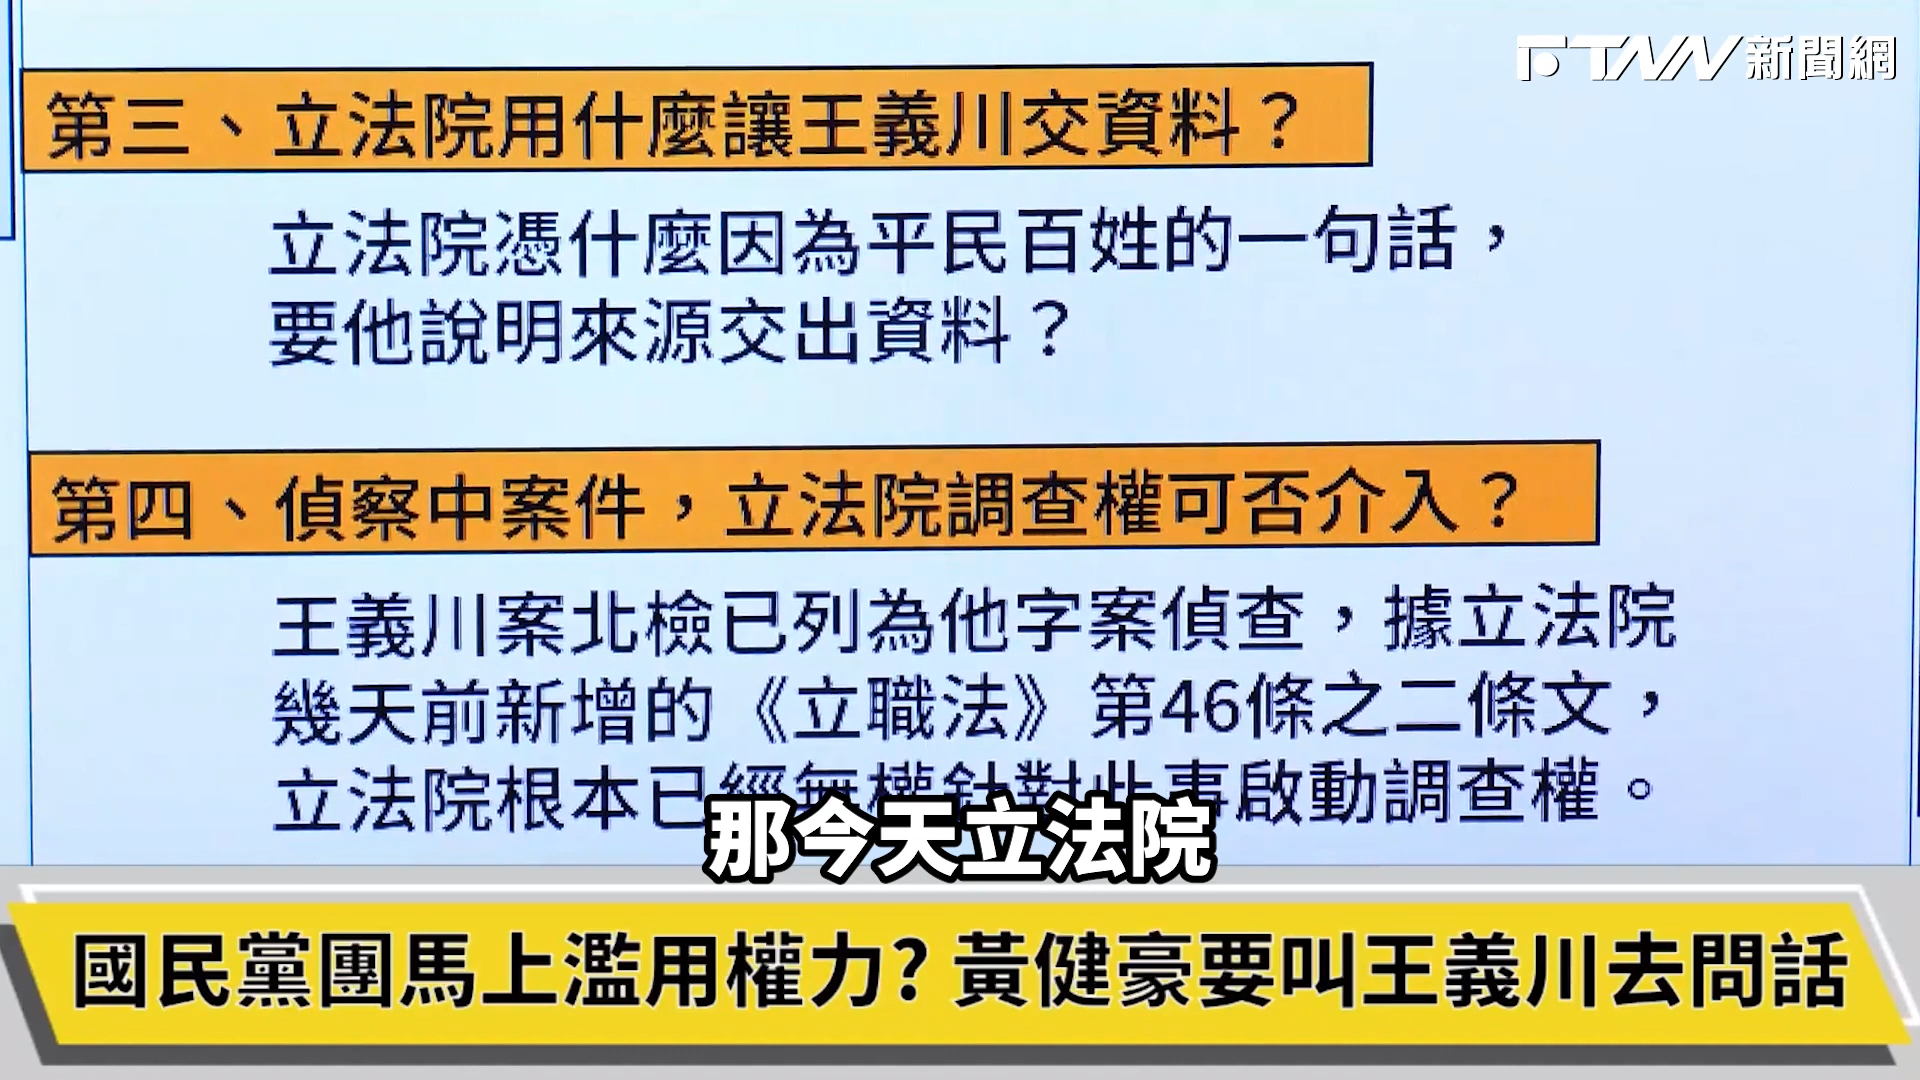 FTNN新聞網
第三、立法院用什麼讓王義川交資料？
立法院憑什麼因為平民百姓的一句話，
要他說明來源交出資料？
第四、偵察中案件，立法院調查權可否介入？
王義川案北檢已列為他字案偵查，據立法院
幾天前新增的《立職法》第46條之二條文，
立法院根本已經無權針對此事啟動調查權。
那今天立法院
國民黨團馬上濫用權力? 黃健豪要叫王義川去問話